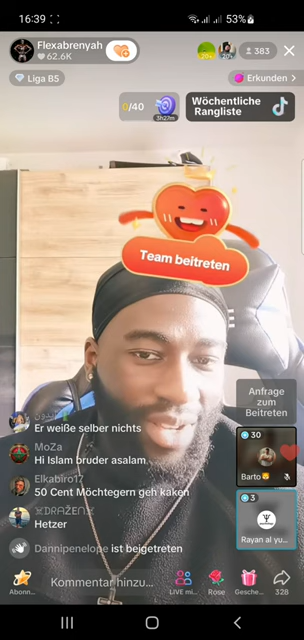 16:39
53%
Flexabrenyah
62.6K
383
Liga B5
Erkunden >
0/40
3h27m
Wöchentliche
Rangliste
Team beitreten
Anfrage
zum
Beitreten
Er weiße selber nichts
MoZa
Hi Islam bruder asalam.
Elkabiro17
50 Cent Möchtegern geh kaken
Hetzer
Dannipenelope ist beigetreten
30
Barto
3
Rayan al yu...
Kommentar hinzu...
Abonn...
LIVE mi...
Rose
Gesche...
328